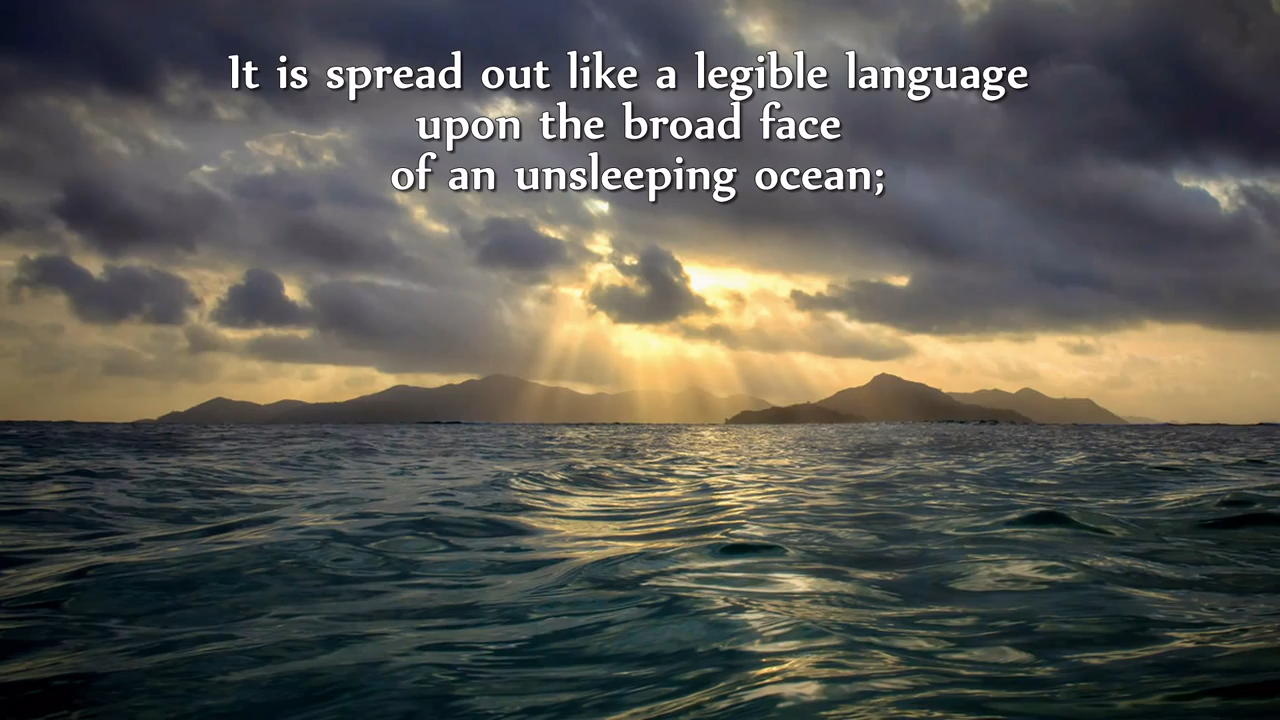 It is spread out like a legible language
upon the broad face
of an unsleeping ocean;